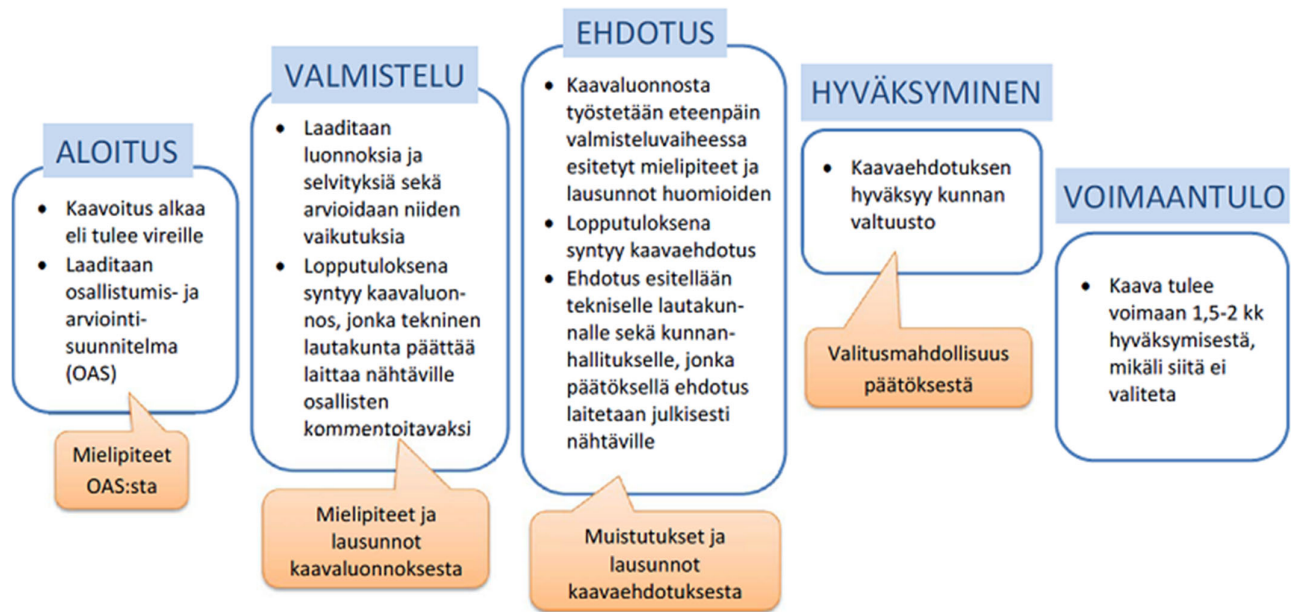 ALOITUS
• Kaavoitus alkaa
eli tulee vireille
• Laaditaan
osallistumis- ja
arviointi-
suunnitelma
(OAS)
Mielipiteet
OAS:sta
VALMISTELU
• Laaditaan
luonnoksia ja
selvityksiä sekä
arvioidaan niiden
vaikutuksia
• Lopputuloksena
syntyy kaavaluon-
nos, jonka tekninen
lautakunta päättää
laittaa nähtäville
osallisten
kommentoitavaksi
Mielipiteet ja
lausunnot
kaavaluonnoksesta
EHDOTUS
• Kaavaluonnosta
työstetään eteenpäin
valmisteluvaiheessa
esitetyt mielipiteet ja
lausunnot huomioiden
• Lopputuloksena
syntyy kaavaehdotus
• Ehdotus esitellään
tekniselle lautakun-
nalle sekä kunnan-
hallitukselle, jonka
päätöksellä ehdotus
laitetaan julkisesti
nähtäville
Muistutukset ja
lausunnot
kaavaehdotuksesta
HYVÄKSYMINEN
• Kaavaehdotuksen
hyväksyy kunnan
valtuusto
Valitusmahdollisuus
päätöksestä
VOIMAANTULO
• Kaava tulee
voimaan 1,5-2 kk
hyväksymisestä,
mikäli siitä ei
valiteta